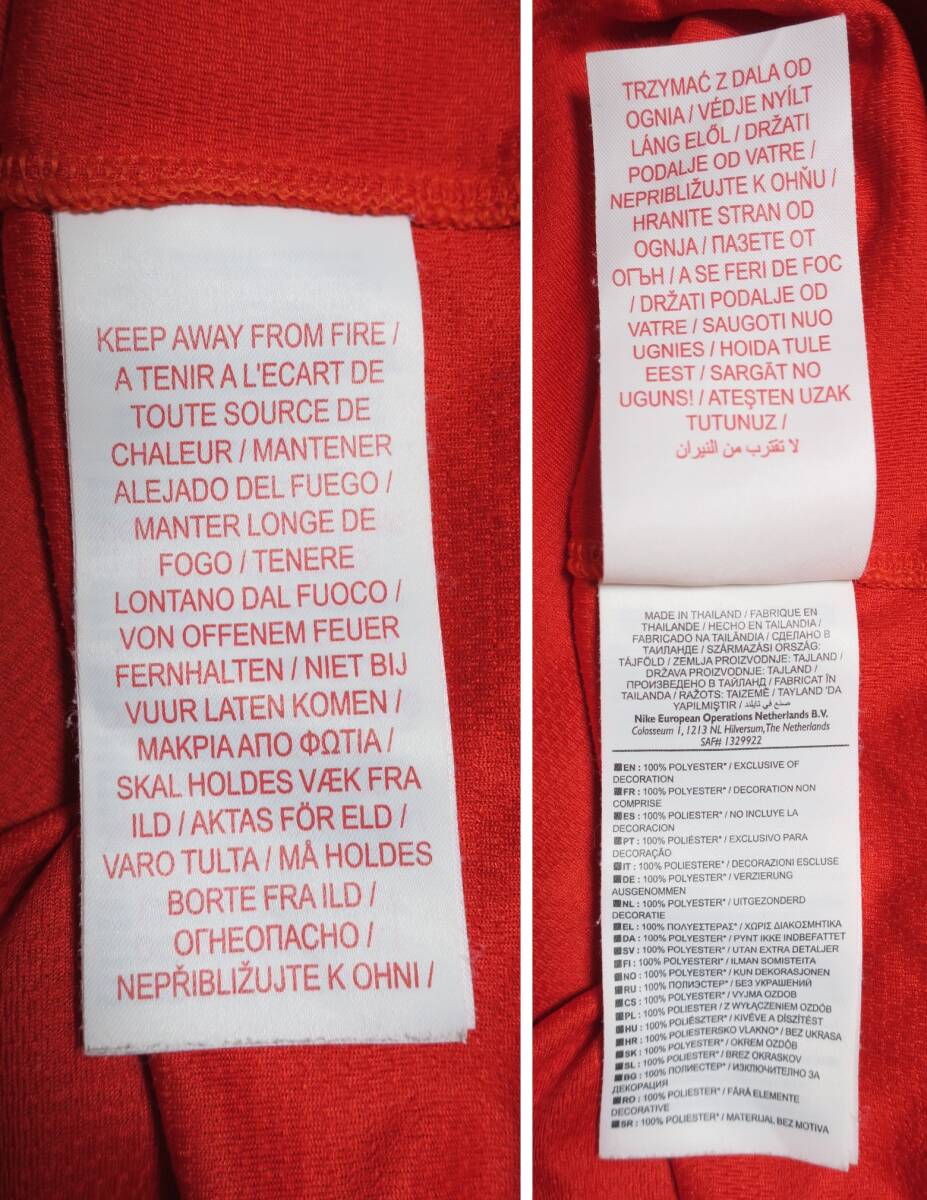 KEEP AWAY FROM FIRE /
A TENIR A L'ECART DE
TOUTE SOURCE DE
CHALEUR / MANTENER
ALEJADO DEL FUEGO /
MANTER LONGE DE
FOGO / TENERE
LONTANO DAL FUOCO /
VON OFFENEM FEUER
FERNHALTEN / NIET BIJ
VUUR LATEN KOMEN /
ΜΑΚΡΙΑ ΑΠΟ ΦΩΤΙΑ /
SKAL HOLDES VÆK FRA
ILD / AKTAS FÖR ELD /
VARO TULTA / MÅ HOLDES
BORTE FRA ILD /
ОГНЕОПАСНО /
NEPŘIBLIŽUJTE K OHNI /
TRZYMAĆ Z DALA OD
OGNIA / VÉDJE NYÍLT
LÁNG ELŐL / DRŽATI
PODALJE OD VATRE /
NEPRIBLIŽUJTE K OHŇU /
HRANITE STRAN OD
OGNJA / ПАЗЕТЕ ОТ
ОГЪН / A SE FERI DE FOC
/ DRŽATI PODALJE OD
VATRE / SAUGOTI NUO
UGNIES / HOIDA TULE
EEST / SARGĀT NO
UGUNS! / ATEŞTEN UZAK
TUTUNUZ /
لا تقترب من النيران
MADE IN THAILAND / FABRIQUE EN
THAILANDE / HECHO EN TAILANDIA /
FABRICADO NA TAILÂNDIA / СДЕЛАНО В
ТАИЛАНДЕ / SZÁRMAZÁSI ORSZÁG:
TÁJFÖLD / ZEMLJA PROIZVODNJE: TAJLAND /
DRŽAVA PROIZVODNJE: TAJLAND /
ПРОИЗВЕДЕНО В ТАЙЛАНД / FABRICAT ÎN
TAILANDA / RAŽOTS: TAIZEMĒ / TAYLAND 'DA
YAPILMIŞTIR / صنع في تايلند
Nike European Operations Netherlands B.V.
Colosseum 1, 1213 NL Hilversum, The Netherlands
SAF# 1329922
EN : 100% POLYESTER* / EXCLUSIVE OF
DECORATION
FR : 100% POLYESTER* / DECORATION NON
COMPRISE
ES : 100% POLYESTER* / NO INCLUYE LA
DECORACION
PT : 100% POLIÉSTER* / EXCLUSIVO PARA
DECORAÇÃO
IT : 100% POLIESTERE* / DECORAZIONI ESCLUSE
DE : 100% POLYESTER* / VERZIERUNG
AUSGENOMMEN
NL : 100% POLYESTER* / UITGEZONDERD
DECORATIE
EL : 100% ΠΟΛΥΕΣΤΕΡΑΣ* / ΧΩΡΙΣ ΔΙΑΚΟΣΜΗΤΙΚΑ
DA : 100% POLYESTER* / PYNT IKKE INDBEFATTET
SV : 100% POLYESTER* / UTAN EXTRA DETALJER
FI : 100% POLYESTERI* / ILMAN SOMISTEITA
NO : 100% POLYESTER* / KUN DEKORASJONEN
RU : 100% ПОЛИЭСТЕР* / БЕЗ УКРАШЕНИЙ
CS : 100% POLYESTER* / VYJMA OZDOB
PL : 100% POLIESTER / Z WYŁĄCZENIEM OZDÓB
HU : 100% POLIÉSZTER* / KIVÉVE A DÍSZÍTÉST
HR : 100% POLIESTERSKO VLAKNO* / BEZ UKRASA
SK : 100% POLYESTER* / OKREM OZDÔB
SL : 100% POLIESTER* / BREZ OKRASKOV
BG : 100% ПОЛИЕСТЕР* / ИЗКЛЮЧИТЕЛНО ЗА
ДЕКОРАЦИЯ
RO : 100% POLIESTER* / FĂRĂ ELEMENTE
DECORATIVE
SR : 100% POLIESTER* / MATERIJAL BEZ MOTIVA